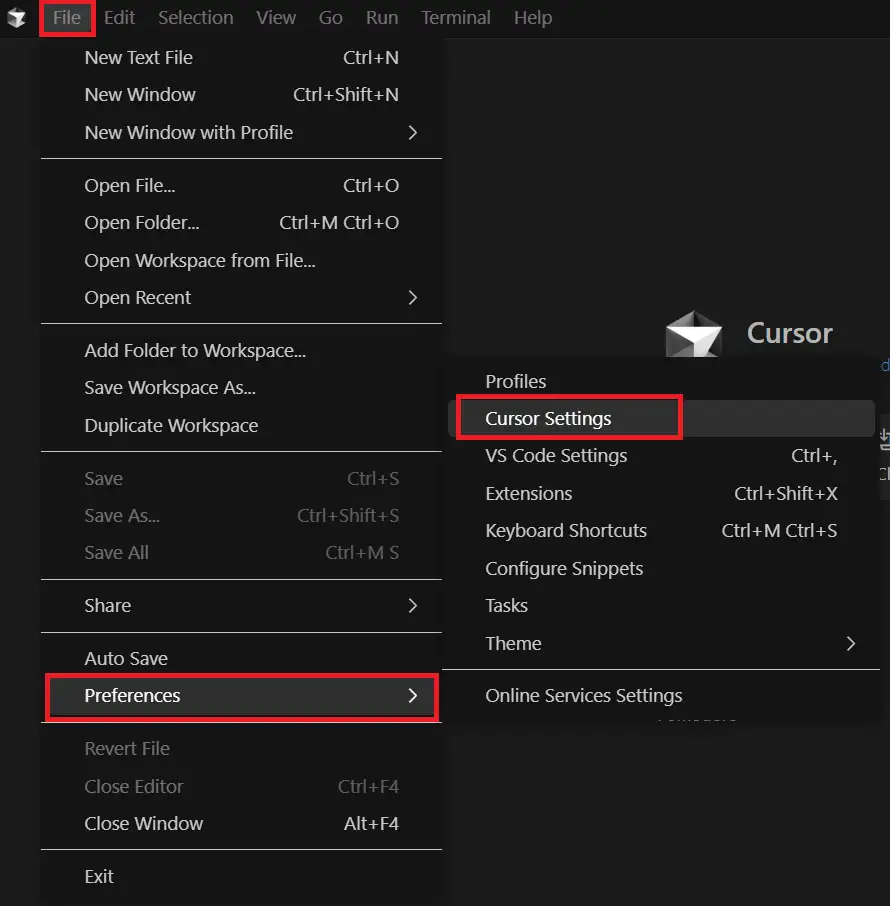 File Edit Selection View Go Run Terminal Help
New Text File Ctrl+N
New Window Ctrl+Shift+N
New Window with Profile
Open File... Ctrl+O
Open Folder... Ctrl+M Ctrl+O
Open Workspace from File...
Open Recent
Add Folder to Workspace...
Save Workspace As...
Duplicate Workspace
Save Ctrl+S
Save As... Ctrl+Shift+S
Save All Ctrl+M S
Share
Auto Save
Preferences
Revert File
Close Editor Ctrl+F4
Close Window Alt+F4
Exit
Cursor
Profiles
Cursor Settings
VS Code Settings Ctrl+,
Extensions Ctrl+Shift+X
Keyboard Shortcuts Ctrl+M Ctrl+S
Configure Snippets
Tasks
Theme
Online Services Settings